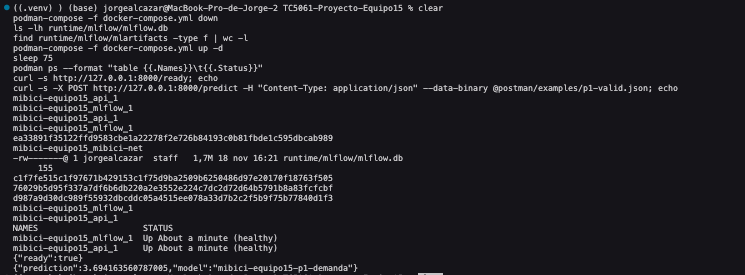 ((.venv) ) (base) jorgealcazar@MacBook-Pro-de-Jorge-2 TC5061-Proyecto-Equipo15 % clear
podman-compose -f docker-compose.yml down
ls -lh runtime/mlflow/mlflow.db
find runtime/mlflow/mlartifacts -type f | wc -l
podman-compose -f docker-compose.yml up -d
sleep 75
podman ps --format "table {{.Names}}\t{{.Status}}"
curl -s http://127.0.0.1:8000/ready; echo
curl -s -X POST http://127.0.0.1:8000/predict -H "Content-Type: application/json" --data-binary @postman/examples/p1-valid.json; echo
mibici-equipo15_api_1
mibici-equipo15_mlflow_1
mibici-equipo15_api_1
mibici-equipo15_mlflow_1
ea33891f35122ffd9583cbe1a22278f2e726b84193c0b81fbde1c595dbcab989
mibici-equipo15_mibici-net
-rw-------@ 1 jorgealcazar  staff   1,7M 18 nov 16:21 runtime/mlflow/mlflow.db
155
c1f7fe515c1f97671b429153c1f75d9ba2509b6250486d97e20170f18763f505
76029b5d95f337a7df6b6db220a2e3552e224c7dc2d72d64b5791b8a83fcfcbf
d987a9d30dc989f55932dbcddc05a4515ee078a33d7b2c2f5b9f75b77840d1f3
mibici-equipo15_mlflow_1
mibici-equipo15_api_1
NAMES STATUS
mibici-equipo15_mlflow_1 Up About a minute (healthy)
mibici-equipo15_api_1 Up About a minute (healthy)
{"ready":true}
{"prediction":3.694163560787005,"model":"mibici-equipo15-p1-demanda"}